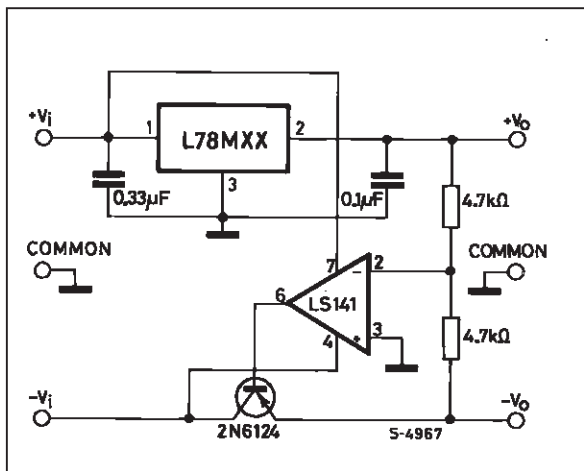 +Vi
1
L78MXX
2
+Vo
3
0.33µF
0.1µF
4.7kΩ
COMMON
COMMON
7
2
−
6
LS141
3
+
4
4.7kΩ
-Vi
-Vo
2N6124
S-4967